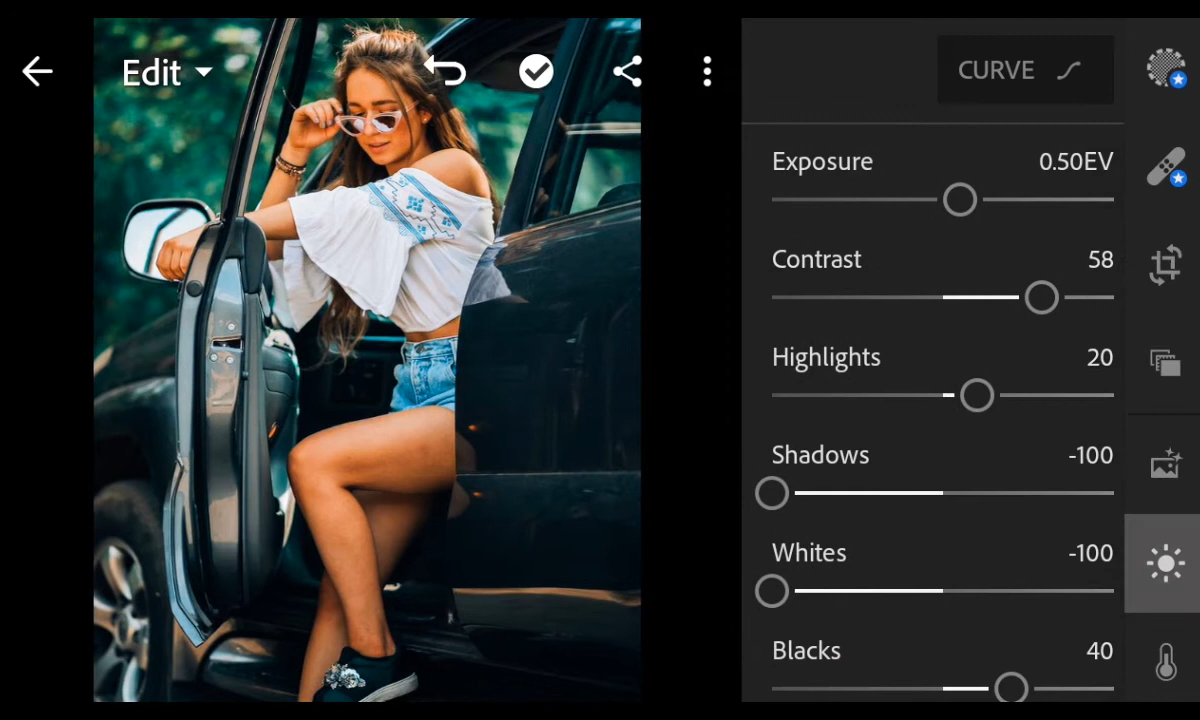 Edit
CURVE
Exposure 0.50EV
Contrast 58
Highlights 20
Shadows -100
Whites -100
Blacks 40